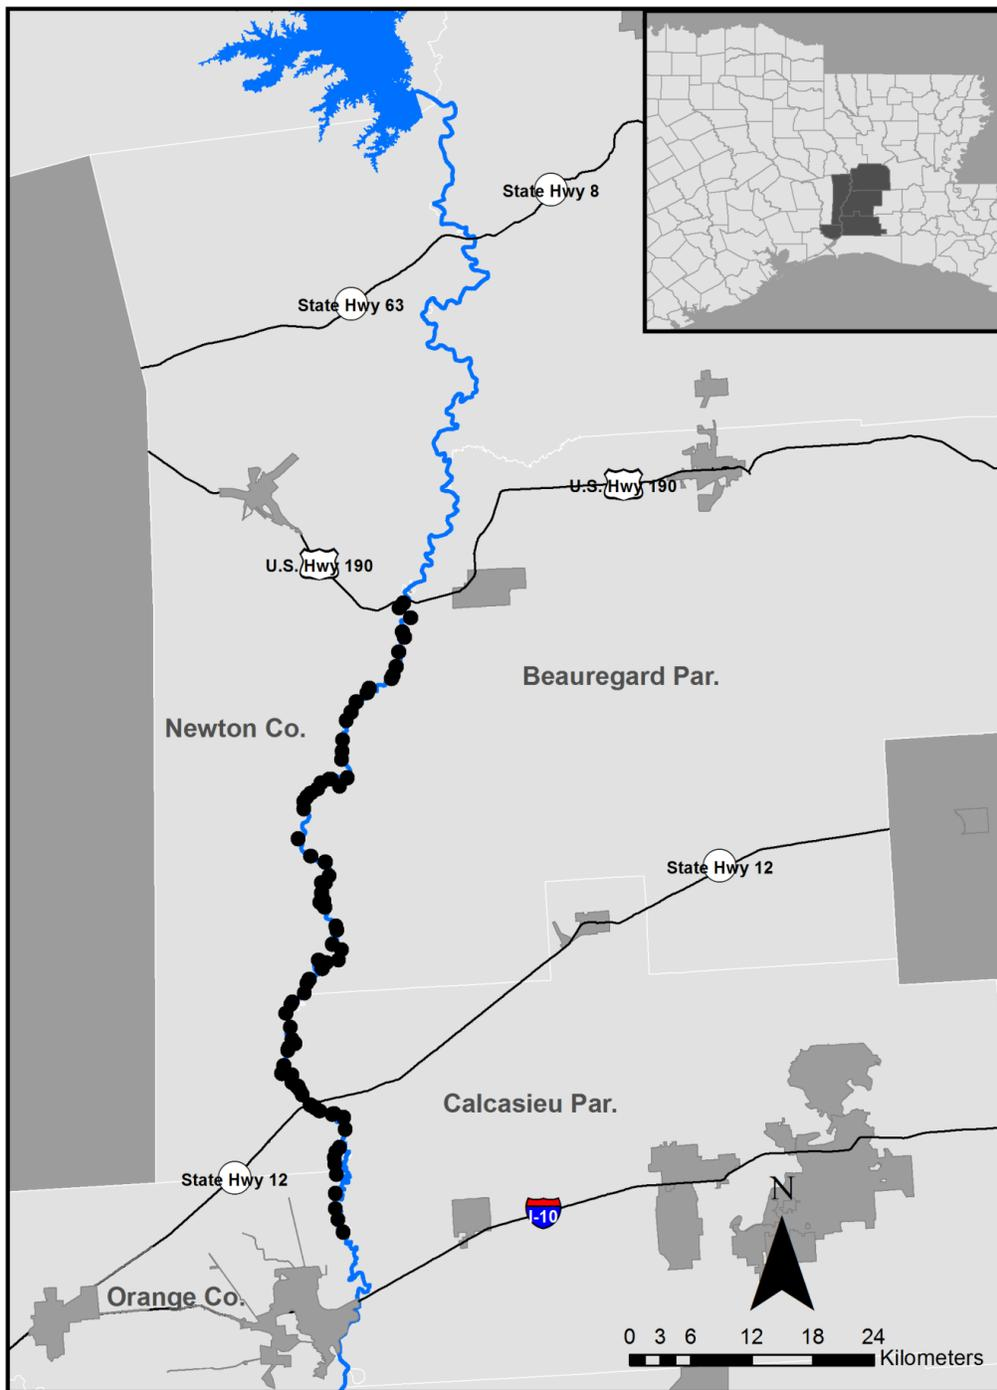 State Hwy 8
State Hwy 63
U.S. Hwy 190
U.S. Hwy 190
Beauregard Par.
Newton Co.
State Hwy 12
Calcasieu Par.
State Hwy 12
N
I-10
Orange Co.
0 3 6 12 18 24
Kilometers